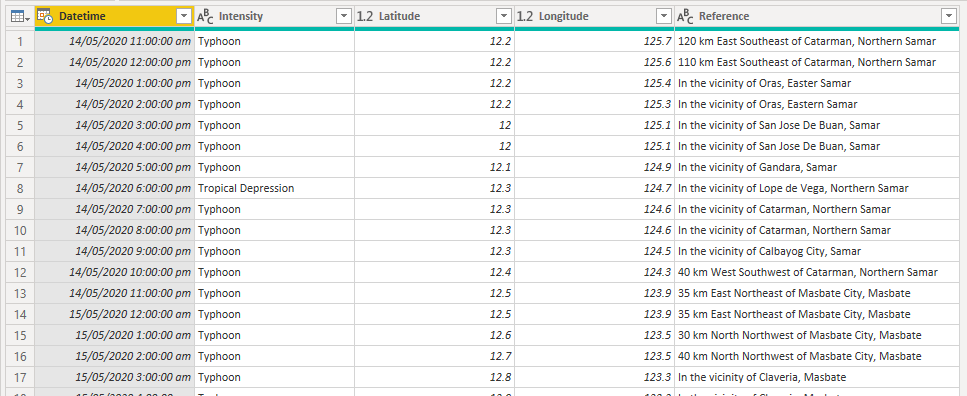 Datetime ABC Intensity 1.2 Latitude 1.2 Longitude ABC Reference
1 14/05/2020 11:00:00 am Typhoon 12.2 125.7 120 km East Southeast of Catarman, Northern Samar
2 14/05/2020 12:00:00 pm Typhoon 12.2 125.6 110 km East Southeast of Catarman, Northern Samar
3 14/05/2020 1:00:00 pm Typhoon 12.2 125.4 In the vicinity of Oras, Easter Samar
4 14/05/2020 2:00:00 pm Typhoon 12.2 125.3 In the vicinity of Oras, Eastern Samar
5 14/05/2020 3:00:00 pm Typhoon 12 125.1 In the vicinity of San Jose De Buan, Samar
6 14/05/2020 4:00:00 pm Typhoon 12 125.1 In the vicinity of San Jose De Buan, Samar
7 14/05/2020 5:00:00 pm Typhoon 12.1 124.9 In the vicinity of Gandara, Samar
8 14/05/2020 6:00:00 pm Tropical Depression 12.3 124.7 In the vicinity of Lope de Vega, Northern Samar
9 14/05/2020 7:00:00 pm Typhoon 12.3 124.6 In the vicinity of Catarman, Northern Samar
10 14/05/2020 8:00:00 pm Typhoon 12.3 124.6 In the vicinity of Catarman, Northern Samar
11 14/05/2020 9:00:00 pm Typhoon 12.3 124.5 In the vicinity of Calbayog City, Samar
12 14/05/2020 10:00:00 pm Typhoon 12.4 124.3 40 km West Southwest of Catarman, Northern Samar
13 14/05/2020 11:00:00 pm Typhoon 12.5 123.9 35 km East Northeast of Masbate City, Masbate
14 15/05/2020 12:00:00 am Typhoon 12.5 123.9 35 km East Northeast of Masbate City, Masbate
15 15/05/2020 1:00:00 am Typhoon 12.6 123.5 30 km North Northwest of Masbate City, Masbate
16 15/05/2020 2:00:00 am Typhoon 12.7 123.5 40 km North Northwest of Masbate City, Masbate
17 15/05/2020 3:00:00 am Typhoon 12.8 123.3 In the vicinity of Claveria, Masbate